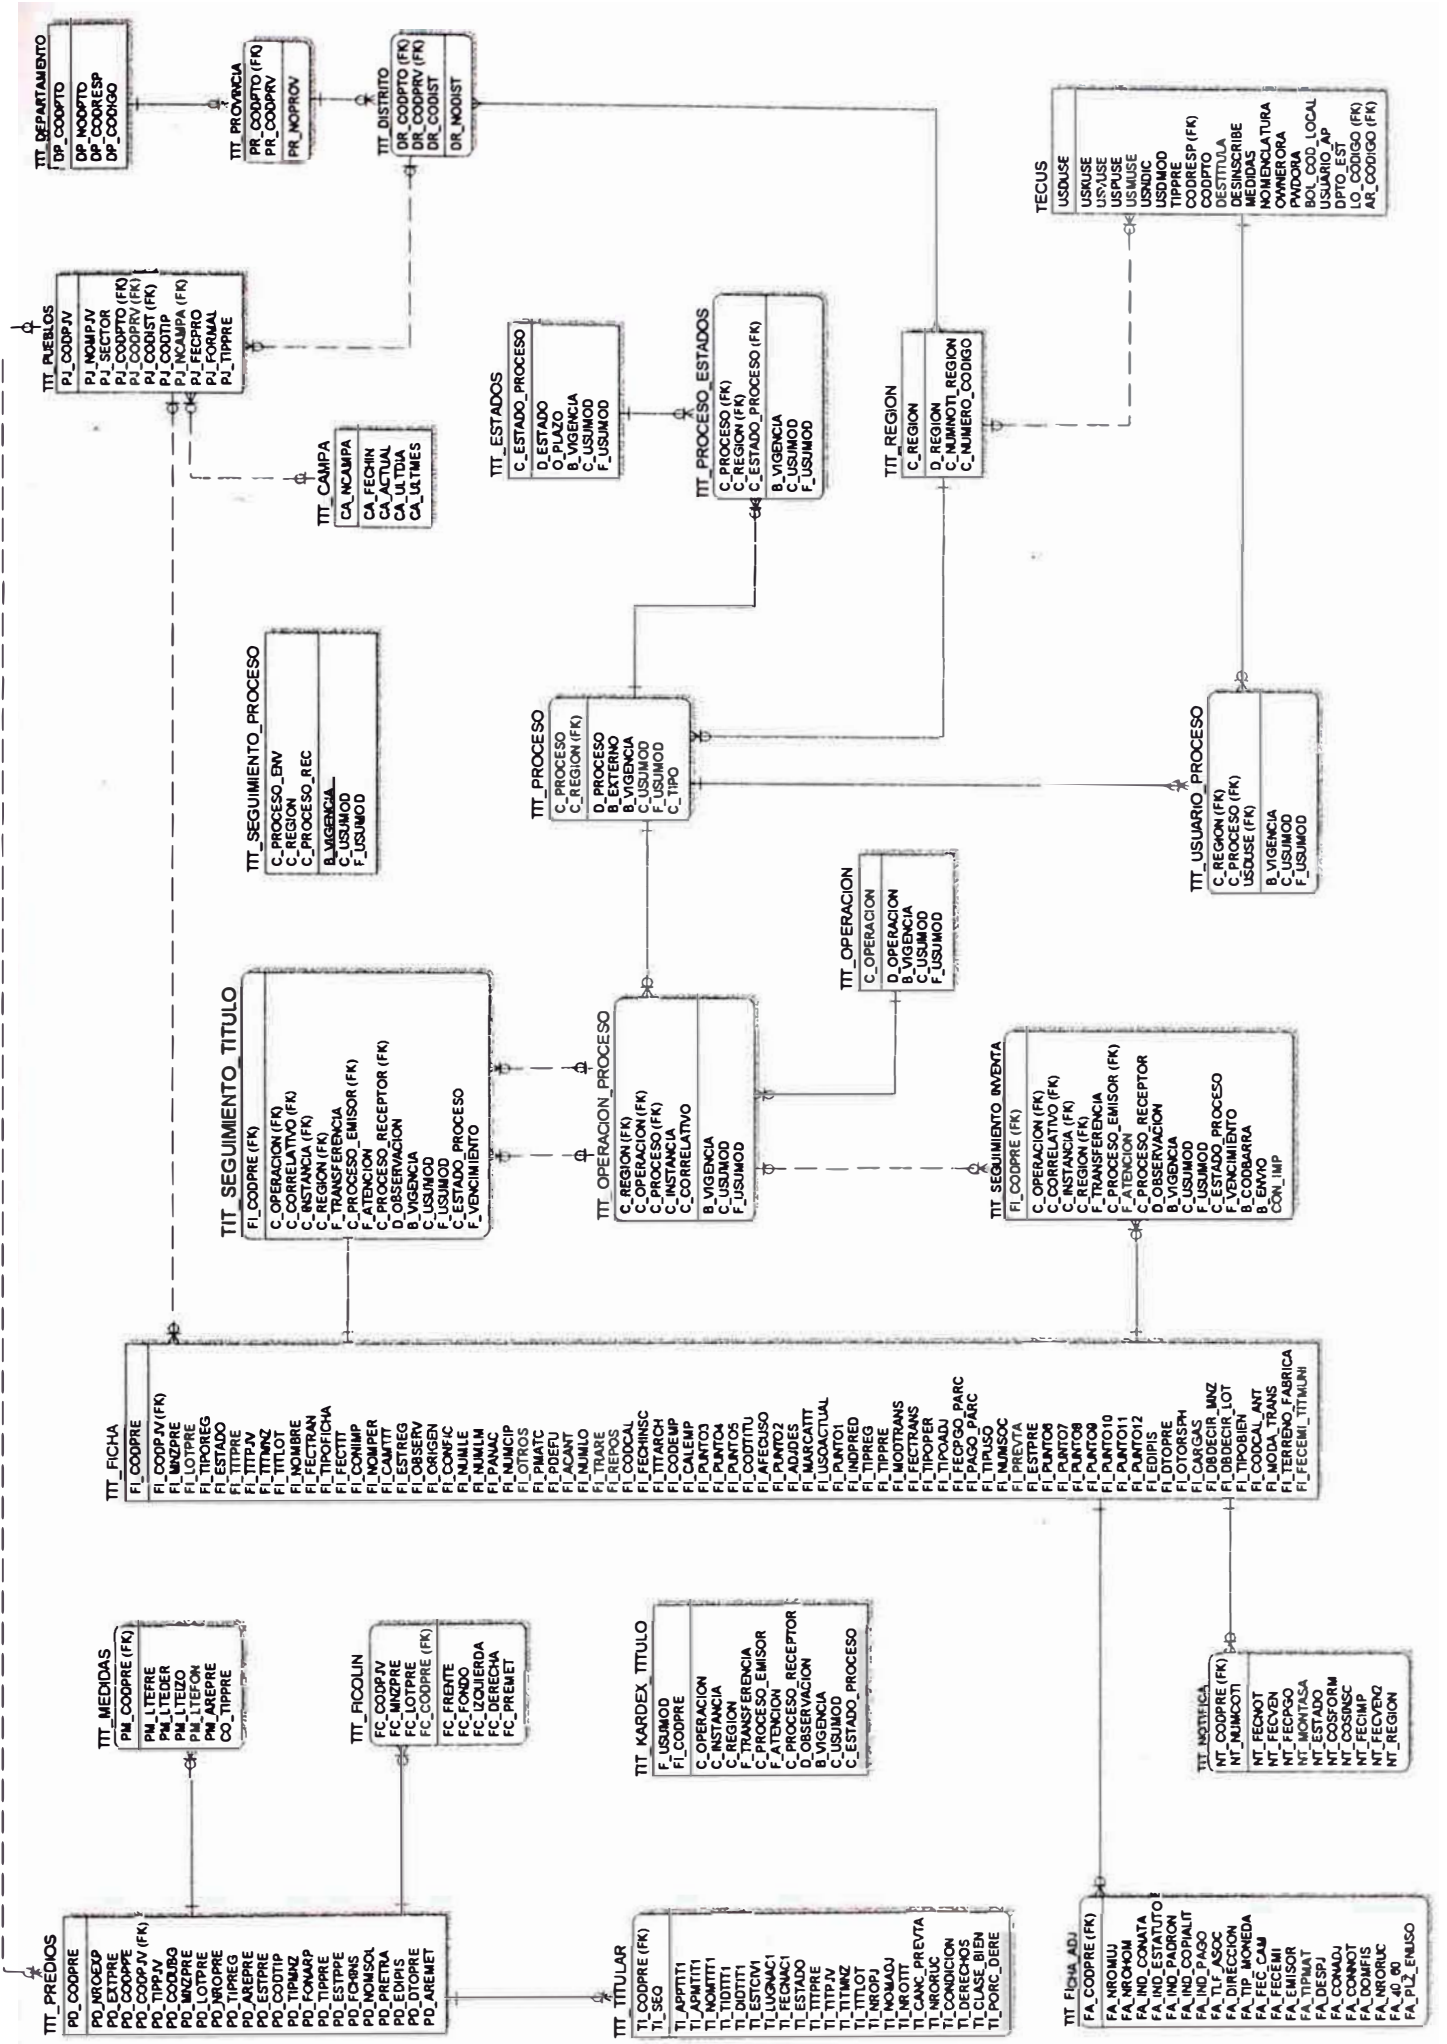 TIT_PREDIOS
PD_CODPRE
PD_NROEXP
PD_EXTPRE
PD_CODPJV (FK)
PD_TIPPJV
PD_CODUBG
PD_MNZPRE
PD_LOTPRE
PD_NROPRE
PD_TIPREG
PD_AREPRE
PD_ESTPRE
PD_CODTIP
PD_TIPMNZ
PD_FONARP
PD_TIPPRE
PD_ESTPPE
PD_FCHINS
PD_NOMSOL
PD_PRETRA
PD_EDIPIS
PD_DTOPRE
PD_AREMET
TIT_MEDIDAS
PM_CODPRE (FK)
PM_LTEFRE
PM_LTEDER
PM_LTEIZO
PM_LTEFON
PM_AREPRE
CO_TIPPRE
TIT_FICOLIN
FC_CODPJV
FC_MNZPRE
FC_LOTPRE
FC_CODPRE (FK)
FC_FRENTE
FC_FONDO
FC_IZQUIERDA
FC_DERECHA
FC_PREMET
TIT_TITULAR
TI_CODPRE (FK)
TI_SEQ
TI_APPTIT1
TI_APMTIT1
TI_NOMTIT1
TI_TIDTIT1
TI_DIDTIT1
TI_ESTCIV1
TI_LUGNAC1
TI_FECNAC1
TI_ESTADO
TI_TITPRE
TI_TITPJV
TI_TITMNZ
TI_TITLOT
TI_NROPJ
TI_NOMADJ
TI_NROTIT
TI_CANC_PREVTA
TI_NRORUC
TI_CONDICION
TI_DERECHOS
TI_CLASE_BIEN
TI_PORC_DERE
TIT_KARDEX_TITULO
F_USUMOD
FI_CODPRE
C_OPERACION
C_INSTANCIA
C_REGION
F_TRANSFERENCIA
C_PROCESO_EMISOR
F_ATENCION
C_PROCESO_RECEPTOR
D_OBSERVACION
B_VIGENCIA
C_USUMOD
C_ESTADO_PROCESO
TIT_FICHA_ADJ
FA_CODPRE (FK)
FA_NROMUJ
FA_NROHOM
FA_IND_CONATA
FA_IND_ESTATUTO
FA_IND_PADRON
FA_IND_COPIALIT
FA_IND_PAGO
FA_TLF_ASOC
FA_DIRECCION
FA_TIP_MONEDA
FA_FEC_CAM
FA_FECEMI
FA_EMISOR
FA_TIPMAT
FA_DESPJ
FA_CONADJ
FA_CONNOT
FA_DOMFIS
FA_NRORUC
FA_40_60
FA_PLZ_ENUSO
TIT_NOTIFICA
NT_CODPRE (FK)
NT_NUMCOTI
NT_FECNOT
NT_FECVEN
NT_FECPGO
NT_MONTASA
NT_ESTADO
NT_COSFORM
NT_COSINSC
NT_FECIMP
NT_FECVEN2
NT_REGION
TIT_FICHA
FI_CODPRE
FI_CODPJV (FK)
FI_MNZPRE
FI_LOTPRE
FI_TIPOREG
FI_ESTADO
FI_TITPRE
FI_TITPJV
FI_TITMNZ
FI_TITLOT
FI_NOMBRE
FI_FECTRAN
FI_TIPOFICHA
FI_FECTIT
FI_CONIMP
FI_NOMPER
FI_CAMTIT
FI_ESTREG
FI_OBSERV
FI_ORIGEN
FI_CONFIC
FI_NUMLE
FI_NUMLM
FI_PANAC
FI_NUMCIP
FI_OTROS
FI_PMATC
FI_PDEFU
FI_ACANT
FI_NUMLO
FI_TRARE
FI_REPOS
FI_CODCAL
FI_FECHINSC
FI_TITARCH
FI_CODEMP
FI_CALEMP
FI_PUNTO3
FI_PUNTO4
FI_PUNTO5
FI_CODTITU
FI_AFECUSO
FI_PUNTO2
FI_ADJDES
FI_MARCATIT
FI_USOACTUAL
FI_PUNTO1
FI_INDPRED
FI_TIPREG
FI_TIPPRE
FI_MODTRANS
FI_FECTRANS
FI_TIPOPER
FI_TIPOADJ
FI_FECPGO_PARC
FI_PAGO_PARC
FI_TIPUSO
FI_NUMSOC
FI_PREVTA
FI_ESTPRE
FI_PUNTO6
FI_PUNTO7
FI_PUNTO8
FI_PUNTO9
FI_PUNTO10
FI_PUNTO11
FI_PUNTO12
FI_EDIPIS
FI_DTOPRE
FI_OTORSPH
FI_CARGAS
FI_DBDECIR_MNZ
FI_DBDECIR_LOT
FI_TIPOBIEN
FI_CODCAL_ANT
FI_MODA_TRANS
FI_TERRENO_FABRICA
FI_FECEMI_TITMUNI
TIT_SEGUIMIENTO_TITULO
FI_CODPRE (FK)
C_OPERACION (FK)
C_CORRELATIVO (FK)
C_INSTANCIA (FK)
C_REGION (FK)
F_TRANSFERENCIA
C_PROCESO_EMISOR (FK)
F_ATENCION
C_PROCESO_RECEPTOR (FK)
D_OBSERVACION
B_VIGENCIA
C_USUMOD
F_USUMOD
C_ESTADO_PROCESO
F_VENCIMIENTO
TIT_OPERACION_PROCESO
C_REGION (FK)
C_OPERACION (FK)
C_PROCESO (FK)
C_INSTANCIA
C_CORRELATIVO
B_VIGENCIA
C_USUMOD
F_USUMOD
TIT_SEGUIMIENTO_INVENTA
FI_CODPRE (FK)
C_OPERACION (FK)
C_CORRELATIVO (FK)
C_INSTANCIA (FK)
C_REGION (FK)
F_TRANSFERENCIA
C_PROCESO_EMISOR (FK)
F_ATENCION
C_PROCESO_RECEPTOR
D_OBSERVACION
B_VIGENCIA
C_USUMOD
F_USUMOD
C_ESTADO_PROCESO
F_VENCIMIENTO
B_CODBARRA
B_ENVIO
CON_IMP
TIT_OPERACION
C_OPERACION
D_OPERACION
B_VIGENCIA
C_USUMOD
F_USUMOD
TIT_SEGUIMIENTO_PROCESO
C_PROCESO_ENV
C_REGION
C_PROCESO_REC
B_VIGENCIA
C_USUMOD
F_USUMOD
TIT_PROCESO
C_PROCESO
C_REGION (FK)
D_PROCESO
B_EXTERNO
B_VIGENCIA
C_USUMOD
F_USUMOD
C_TIPO
TIT_USUARIO_PROCESO
C_REGION (FK)
C_PROCESO (FK)
USDUSE (FK)
B_VIGENCIA
C_USUMOD
F_USUMOD
TIT_CAMPA
CA_NCAMPA
CA_FECHIN
CA_ACTUAL
CA_ULTDIA
CA_ULTMES
TIT_ESTADOS
C_ESTADO_PROCESO
D_ESTADO
O_PLAZO
B_VIGENCIA
C_USUMOD
F_USUMOD
TIT_PROCESO_ESTADOS
C_PROCESO (FK)
C_REGION (FK)
C_ESTADO_PROCESO (FK)
B_VIGENCIA
C_USUMOD
F_USUMOD
TIT_REGION
C_REGION
D_REGION
C_NUMNOTI_REGION
C_NUMERO_CODIGO
TIT_PUEBLOS
PJ_CODPJV
PJ_NOMPJV
PJ_SECTOR
PJ_CODPTO (FK)
PJ_CODPRV (FK)
PJ_CODIST (FK)
PJ_CODTIP
PJ_NCAMPA (FK)
PJ_FECPRO
PJ_FORMAL
PJ_TIPPRE
TIT_DEPARTAMENTO
DP_CODPTO
DP_NODPTO
DP_CODRESP
DP_CODIGO
TIT_PROVINCIA
PR_CODPTO (FK)
PR_CODPRV
PR_NOPROV
TIT_DISTRITO
DR_CODPTO (FK)
DR_CODPRV (FK)
DR_CODIST
DR_NODIST
TECUS
USDUSE
USKUSE
USVUSE
USPUSE
USMUSE
USNDIC
USDMOD
TIPPRE
CODRESP (FK)
CODPTO
DESTITULA
DESINSCRIBE
MEDIDAS
NOMENCLATURA
OWNERORA
PWDORA
BOL_COD_LOCAL
USUARIO_AP
DPTO_EST
LO_CODIGO (FK)
AR_CODIGO (FK)